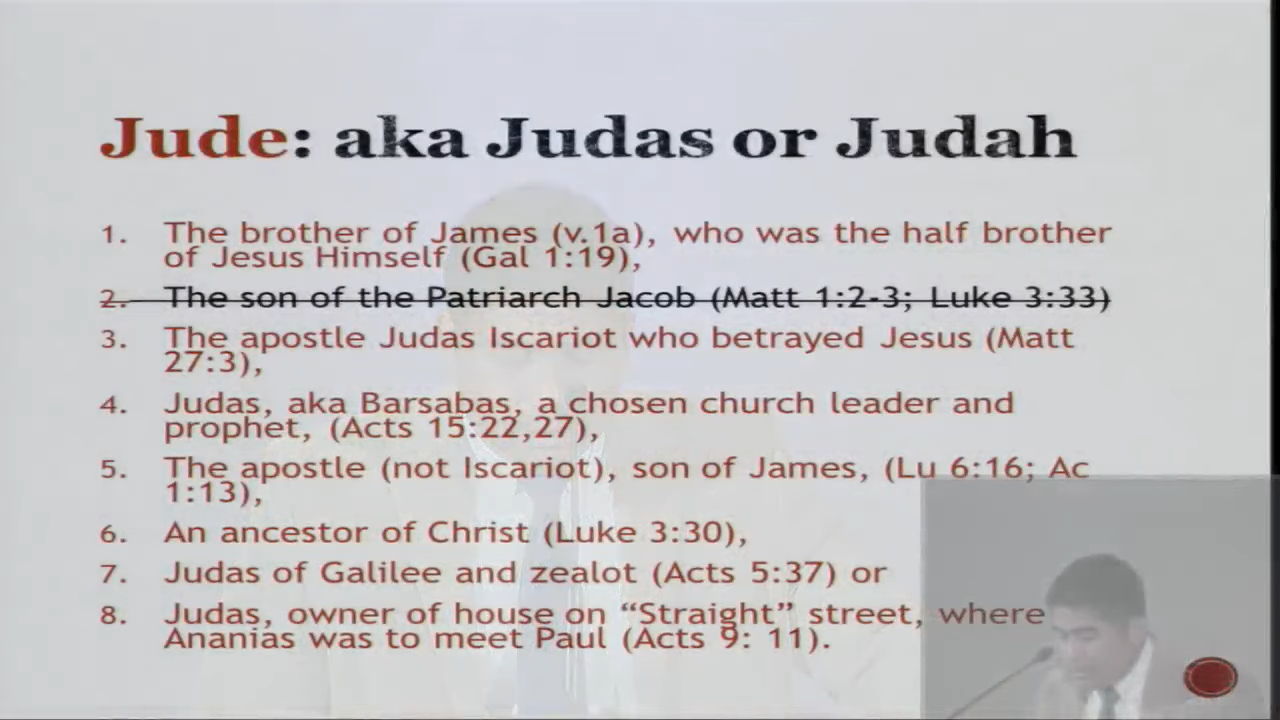 Jude: aka Judas or Judah
1. The brother of James (v.1a), who was the half brother
of Jesus Himself (Gal 1:19),
2. The son of the Patriarch Jacob (Matt 1:2-3; Luke 3:33)
3. The apostle Judas Iscariot who betrayed Jesus (Matt
27:3),
4. Judas, aka Barsabas, a chosen church leader and
prophet, (Acts 15:22,27),
5. The apostle (not Iscariot), son of James, (Lu 6:16; Ac
1:13),
6. An ancestor of Christ (Luke 3:30),
7. Judas of Galilee and zealot (Acts 5:37) or
8. Judas, owner of house on “Straight” street, where
Ananias was to meet Paul (Acts 9: 11).